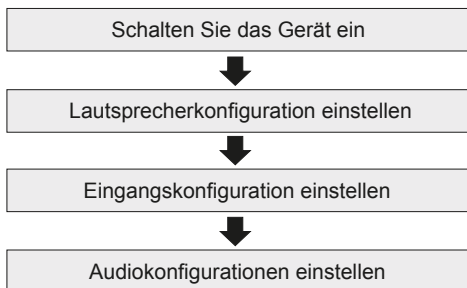 Schalten Sie das Gerät ein
Lautsprecherkonfiguration einstellen
Eingangskonfiguration einstellen
Audiokonfigurationen einstellen